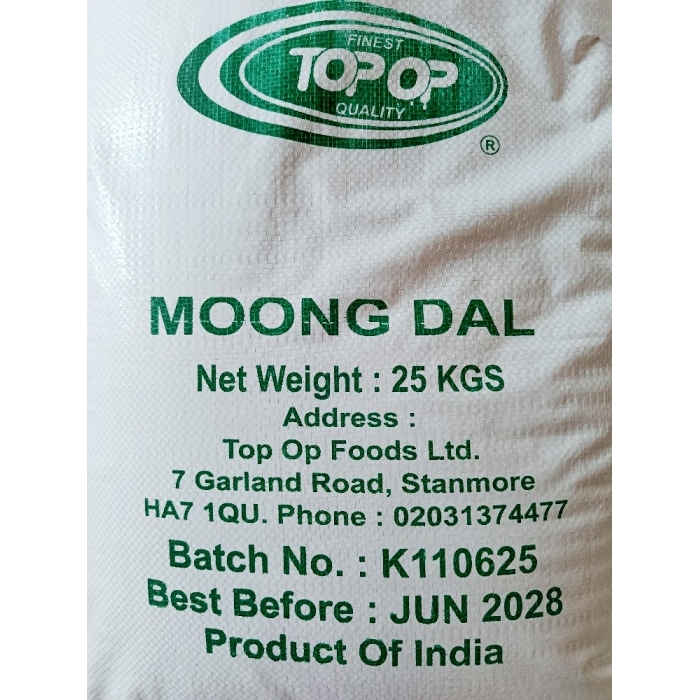 FINEST
TOP OP
QUALITY
®
MOONG DAL
Net Weight : 25 KGS
Address :
Top Op Foods Ltd.
7 Garland Road, Stanmore
HA7 1QU. Phone : 02031374477
Batch No. : K110625
Best Before : JUN 2028
Product Of India